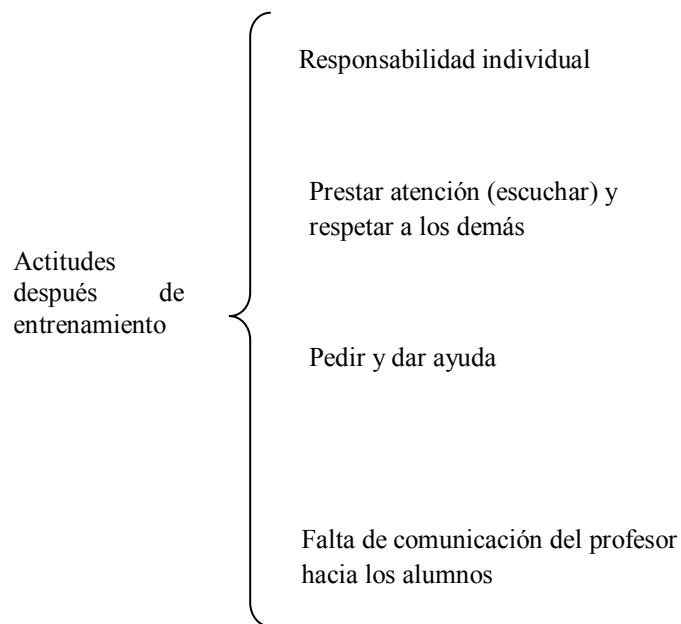 Responsabilidad individual
Prestar atención (escuchar) y
respetar a los demás
Actitudes
después de
entrenamiento
Pedir y dar ayuda
Falta de comunicación del profesor
hacia los alumnos